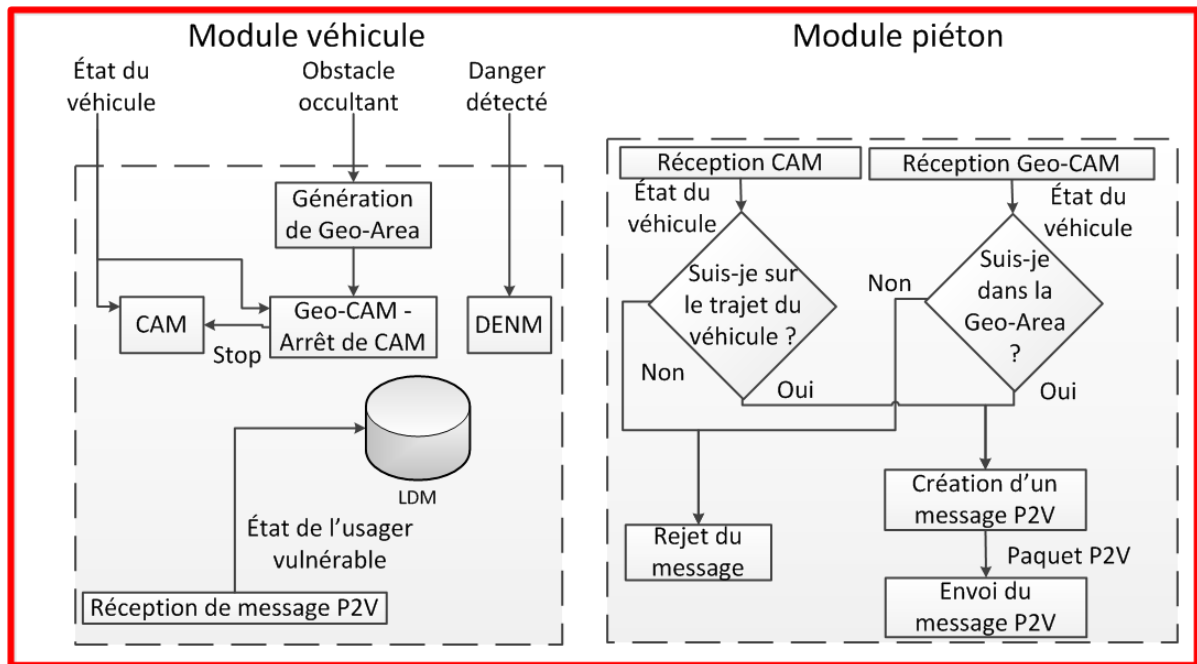 Module véhicule
État du
véhicule
Obstacle
occultant
Danger
détecté
Génération
de Geo-Area
CAM
Stop
Geo-CAM -
Arrêt de CAM
DENM
LDM
État de l'usager
vulnérable
Réception de message P2V
Module piéton
Réception CAM
Réception Geo-CAM
État du
véhicule
État du
véhicule
Suis-je sur
le trajet du
véhicule ?
Non
Suis-je
dans la
Geo-Area
?
Non
Oui
Oui
Rejet du
message
Création d'un
message P2V
Paquet P2V
Envoi du
message P2V